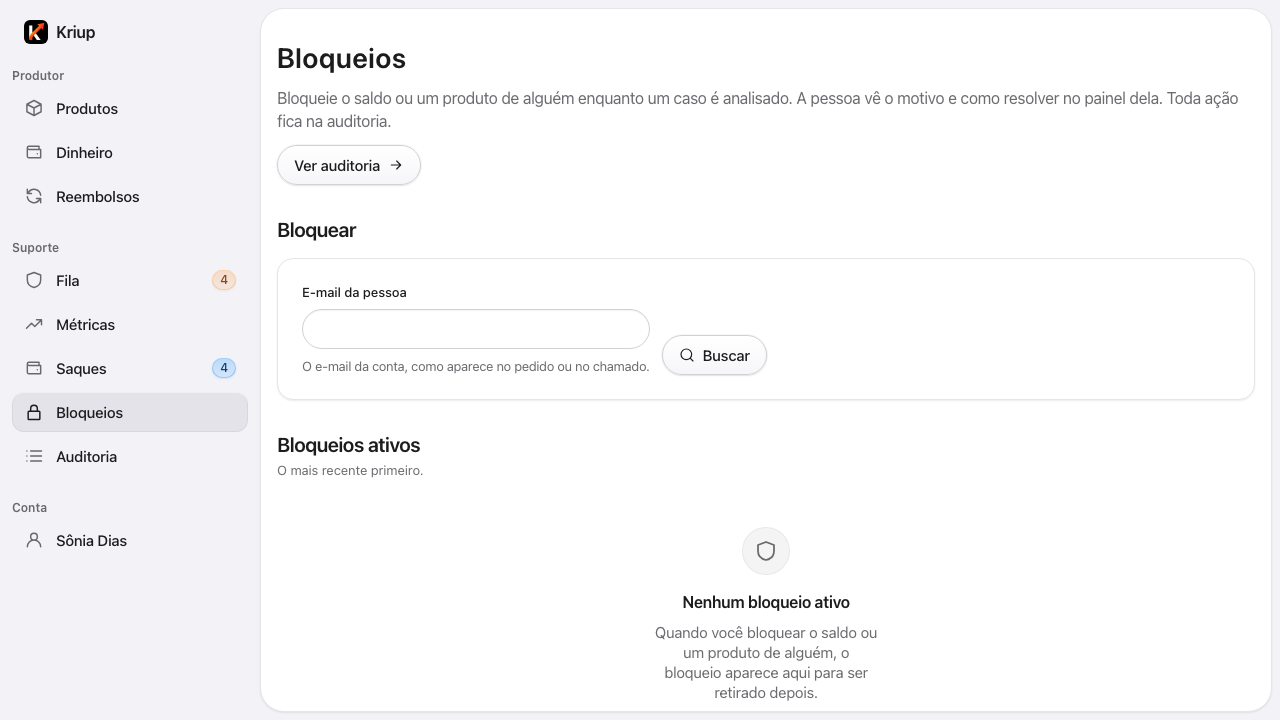 Kriup
Produtor
Produtos
Dinheiro
Reembolsos
Suporte
Fila 4
Métricas
Saques 4
Bloqueios
Auditoria
Conta
Sônia Dias
Bloqueios
Bloqueie o saldo ou um produto de alguém enquanto um caso é analisado. A pessoa vê o motivo e como resolver no painel dela. Toda ação
fica na auditoria.
Ver auditoria
Bloquear
E-mail da pessoa
O e-mail da conta, como aparece no pedido ou no chamado.
Buscar
Bloqueios ativos
O mais recente primeiro.
Nenhum bloqueio ativo
Quando você bloquear o saldo ou
um produto de alguém, o
bloqueio aparece aqui para ser
retirado depois.